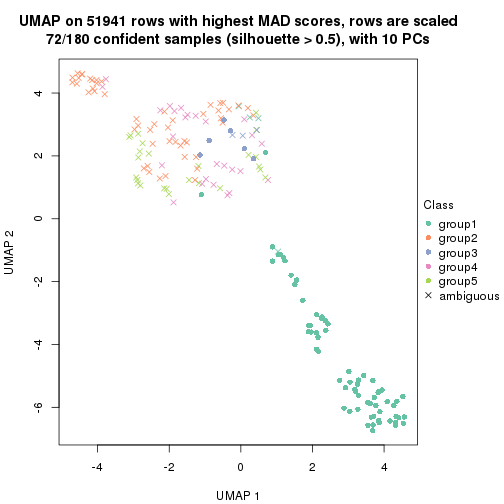 UMAP on 51941 rows with highest MAD scores, rows are scaled
72/180 confident samples (silhouette > 0.5), with 10 PCs
4
2
0
-2
-4
-6
UMAP 2
-4
-2
0
2
4
UMAP 1
Class
group1
group2
group3
group4
group5
ambiguous